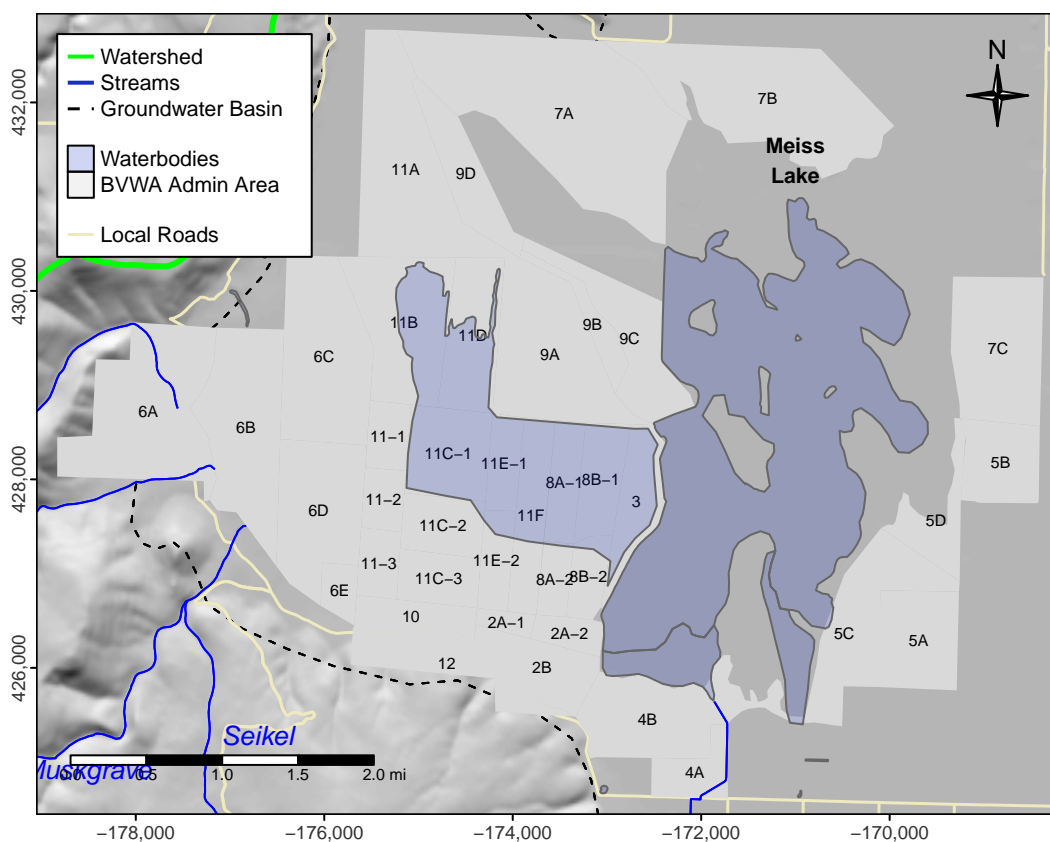 Watershed
Streams
Groundwater Basin
Waterbodies
BVWA Admin Area
Local Roads
N
432,000
430,000
428,000
426,000
7A
7B
Meiss
Lake
11A
9D
11B
11D
9B
9C
9A
6C
7C
6A
6B
11−1
11C−1
11E−1
8A−1
8B−1
3
5B
11−2
6D
11C−2
11F
5D
11−3
11E−2
11C−3
8A−2
8B−2
6E
10
2A−1
2A−2
5C
5A
12
2B
4B
4A
Seikel
Muskgrave
0.0 0.5 1.0 1.5 2.0 mi
−178,000 −176,000 −174,000 −172,000 −170,000